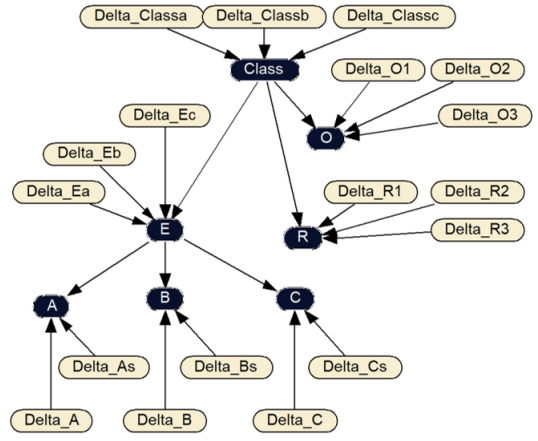 Delta_Classa
Delta_Classb
Delta_Classc
Class
Delta_O1
Delta_O2
Delta_Ec
Delta_O3
O
Delta_Eb
Delta_Ea
Delta_R1
Delta_R2
E
R
Delta_R3
A
B
C
Delta_As
Delta_Bs
Delta_Cs
Delta_A
Delta_B
Delta_C